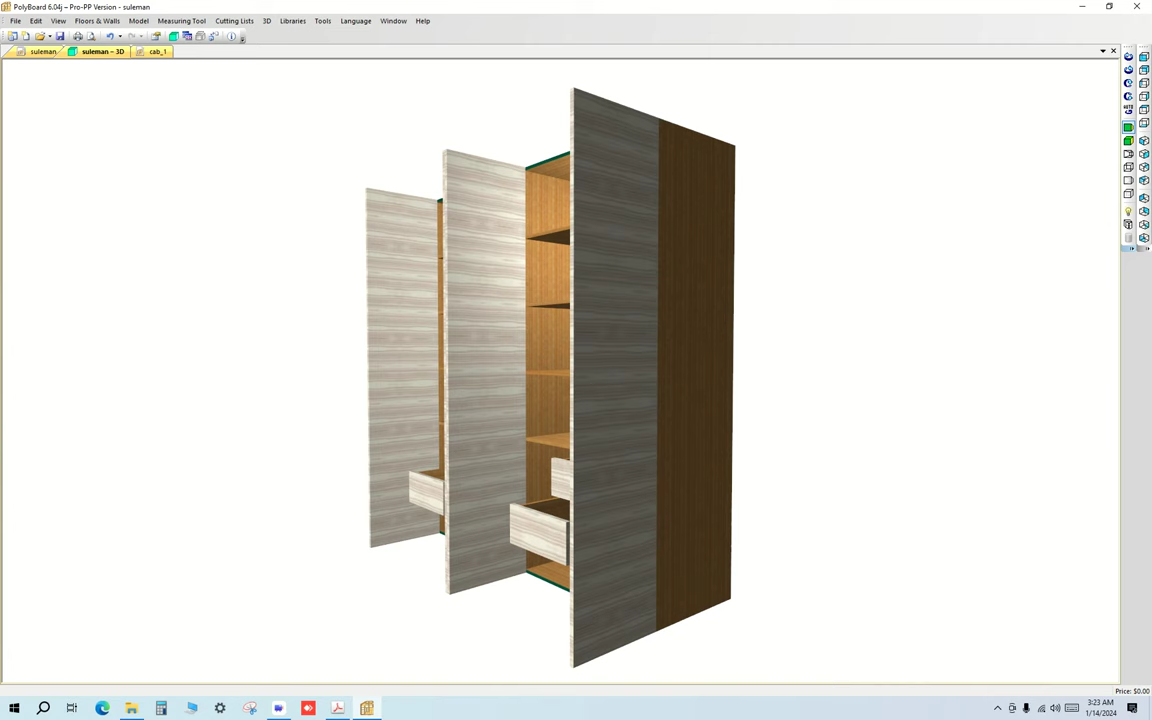 PolyBoard 6.04j ~ Pro-PP Version - suleman
File Edit View Floors & Walls Model Measuring Tool Cutting Lists 3D Libraries Tools Language Window Help
suleman suleman – 3D cab_1
AUTO
Price: $0.00
3:23 AM
1/14/2024